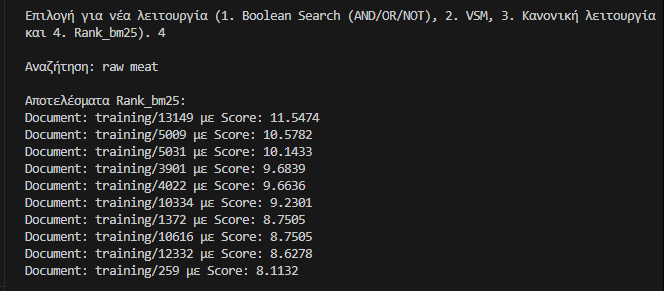 Επιλογή για νέα λειτουργία (1. Boolean Search (AND/OR/NOT), 2. VSM, 3. Κανονική λειτουργία
και 4. Rank_bm25). 4
Αναζήτηση: raw meat
Αποτελέσματα Rank_bm25:
Document: training/13149 με Score: 11.5474
Document: training/5009 με Score: 10.5782
Document: training/5031 με Score: 10.1433
Document: training/3901 με Score: 9.6839
Document: training/4022 με Score: 9.6636
Document: training/10334 με Score: 9.2301
Document: training/1372 με Score: 8.7505
Document: training/10616 με Score: 8.7505
Document: training/12332 με Score: 8.6278
Document: training/259 με Score: 8.1132